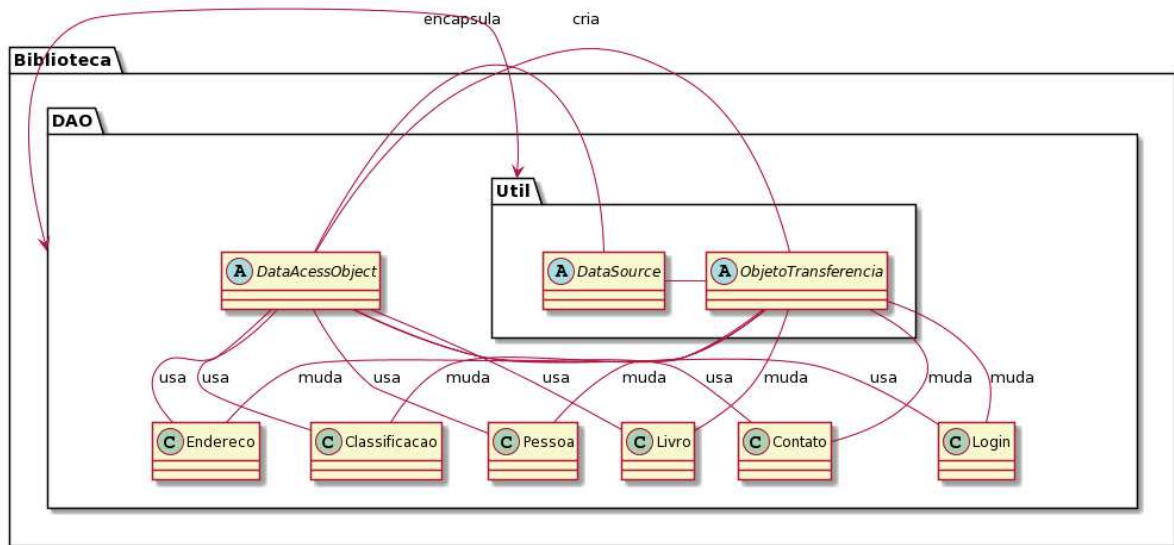 encapsula cria
Biblioteca
DAO
Util
A DataAcessObject A DataSource A ObjetoTransferencia
usa usa muda usa muda usa muda usa muda usa muda muda
C Endereco C Classificacao C Pessoa C Livro C Contato C Login